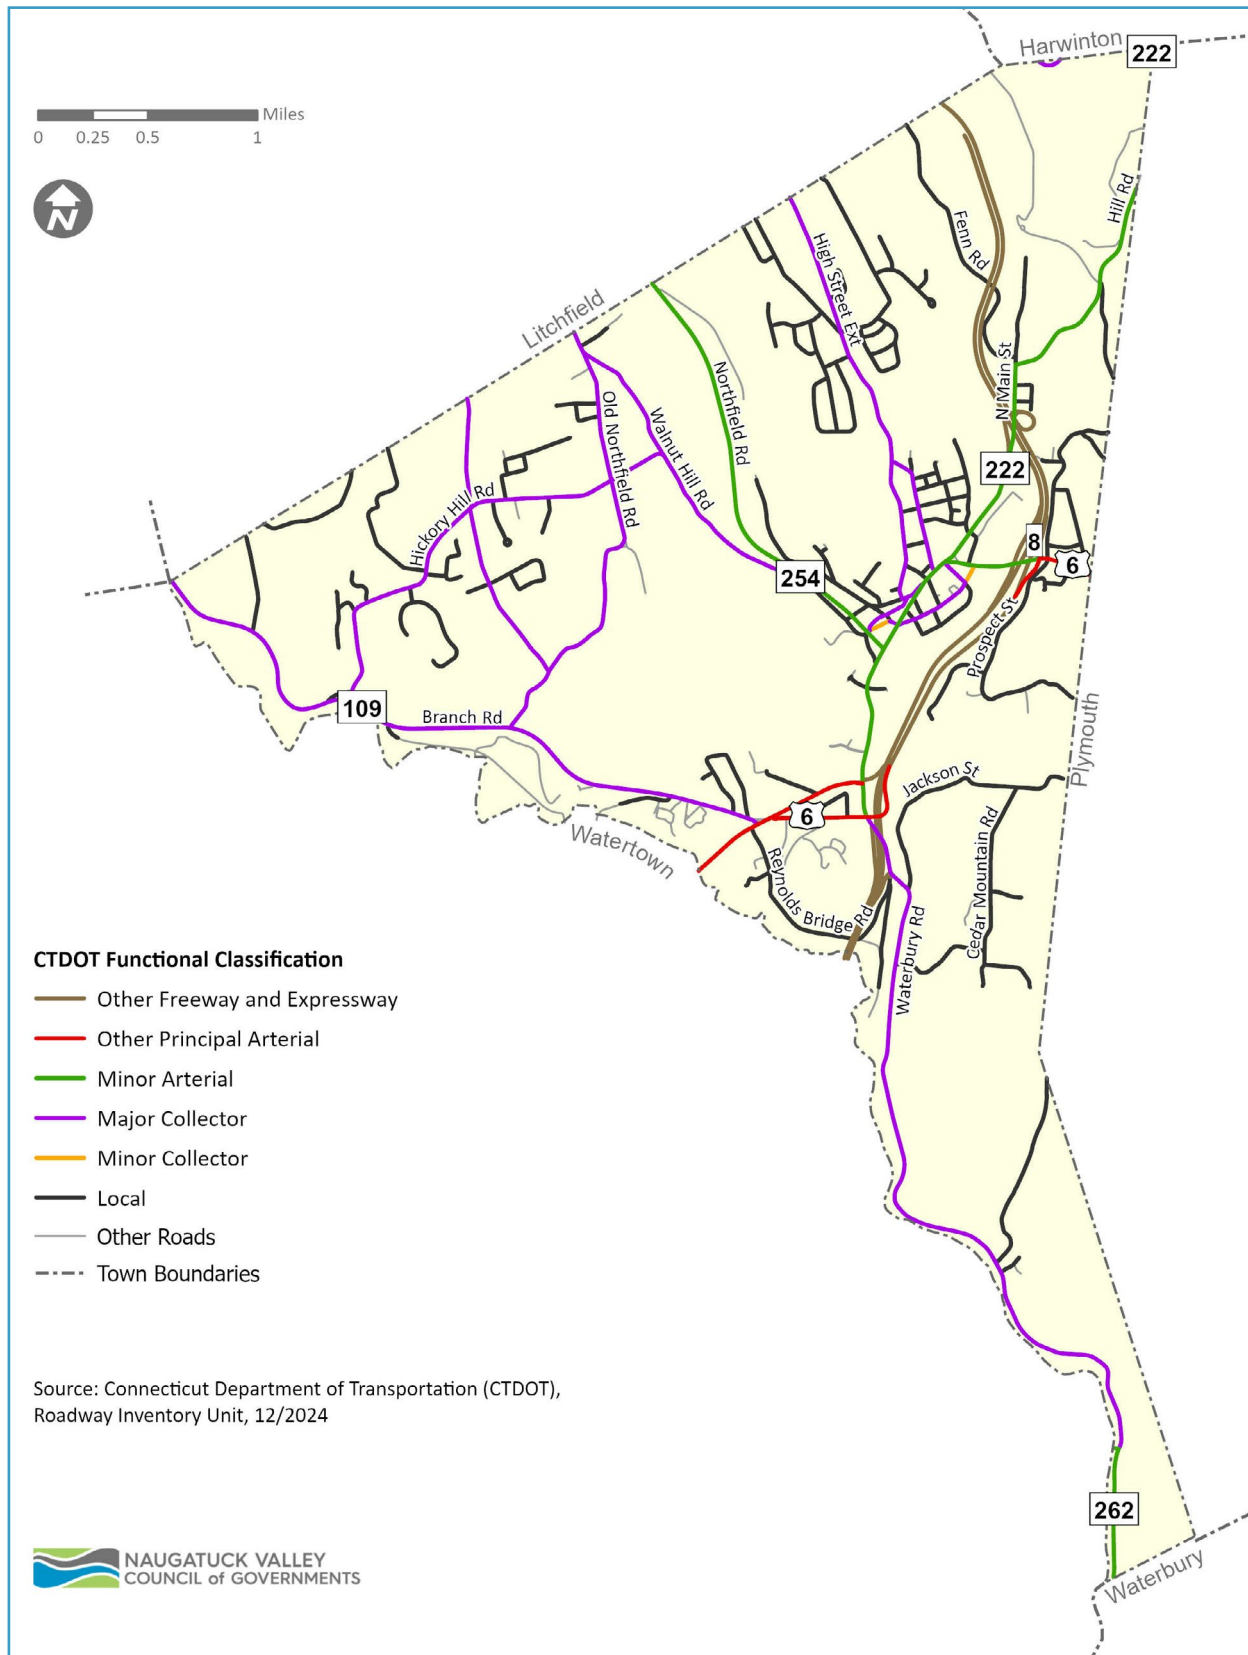 Harwinton
222
Miles
0 0.25 0.5 1
N
Hill Rd
Fenn Rd
High Street Ext
Litchfield
N Main St
Northfield Rd
Old Northfield Rd
Walnut Hill Rd
222
Hickory Hill Rd
8
6
254
Prospect St
109
Branch Rd
Plymouth
Jackson St
6
Watertown
Cedar Mountain Rd
Reynolds Bridge Rd
Waterbury Rd
CTDOT Functional Classification
Other Freeway and Expressway
Other Principal Arterial
Minor Arterial
Major Collector
Minor Collector
Local
Other Roads
Town Boundaries
Source: Connecticut Department of Transportation (CTDOT),
Roadway Inventory Unit, 12/2024
262
NAUGATUCK VALLEY
COUNCIL of GOVERNMENTS
Waterbury